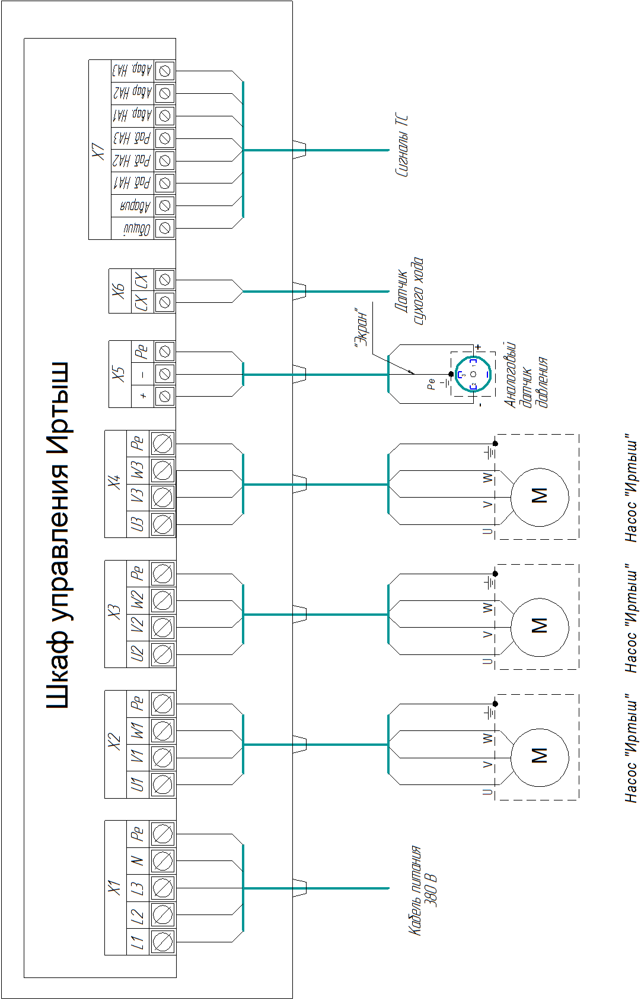 Шкаф управления Иртыш
X1
L1
L2
L3
N
Pe
X2
U1
V1
W1
Pe
X3
U2
V2
W2
Pe
X4
U3
V3
W3
Pe
X5
+
-
Pe
X6
СХ
СХ
X7
Общий
Авария
Раб. НА1
Раб. НА2
Раб. НА3
Авар. НА1
Авар НА2
Авар. НА3
Кабель питания
380 В
U
V
W
M
Насос "Иртыш"
U
V
W
M
Насос "Иртыш"
U
V
W
M
Насос "Иртыш"
"Экран"
Pe
-
+
1
2
3
Аналоговый
датчик
давления
Датчик
сухого хода
Сигналы ТС